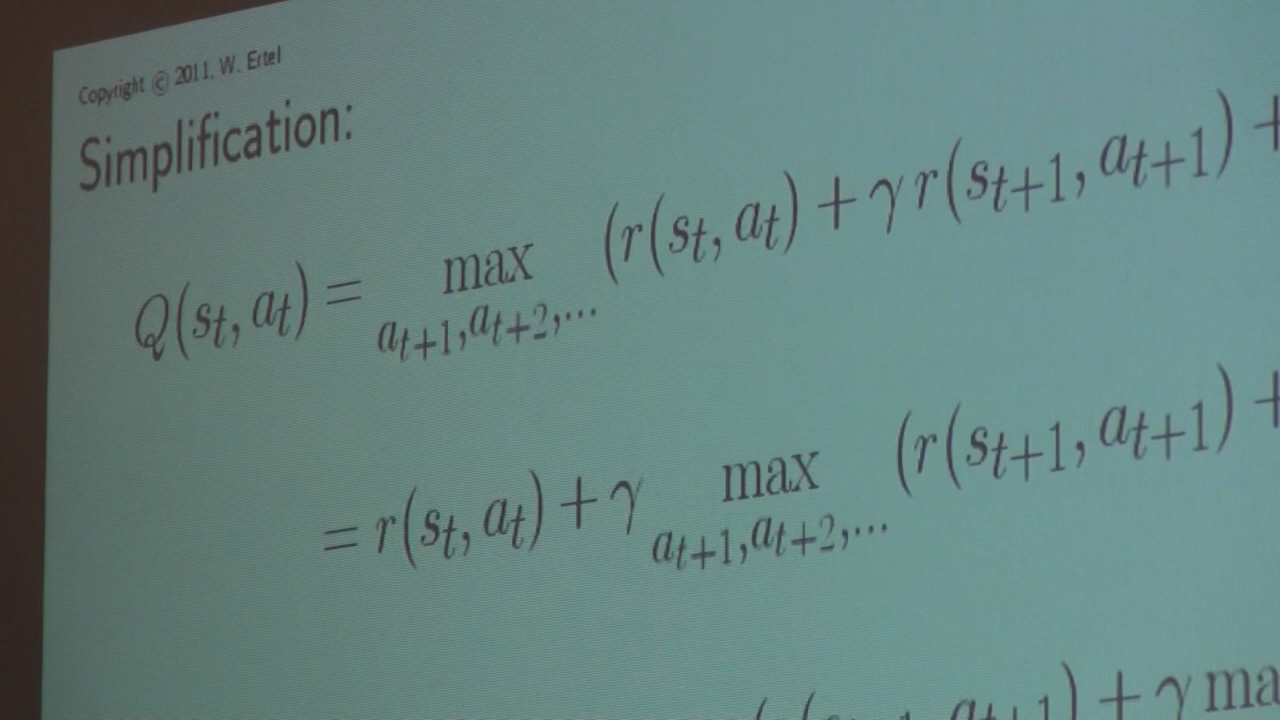 Copyright © 2011, W. Ertel
Simplification:
Q(s_t, a_t) = max_{a_{t+1}, a_{t+2}, ...} (r(s_t, a_t) + γ r(s_{t+1}, a_{t+1}) +
= r(s_t, a_t) + γ max_{a_{t+1}, a_{t+2}, ...} (r(s_{t+1}, a_{t+1}) +
+ γ